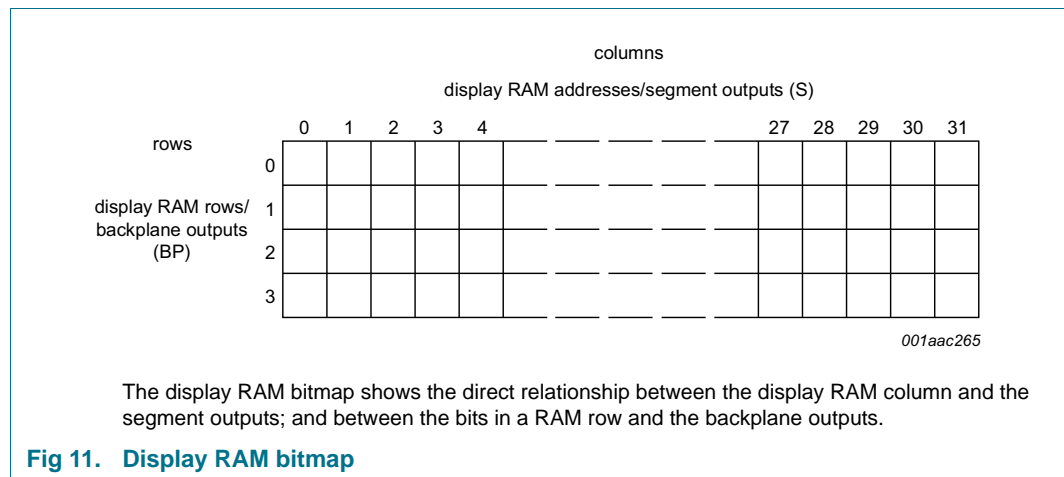 columns
display RAM addresses/segment outputs (S)
0 1 2 3 4 27 28 29 30 31
rows
0
display RAM rows/
backplane outputs
(BP)
1
2
3
001aac265
The display RAM bitmap shows the direct relationship between the display RAM column and the
segment outputs; and between the bits in a RAM row and the backplane outputs.
Fig 11. Display RAM bitmap